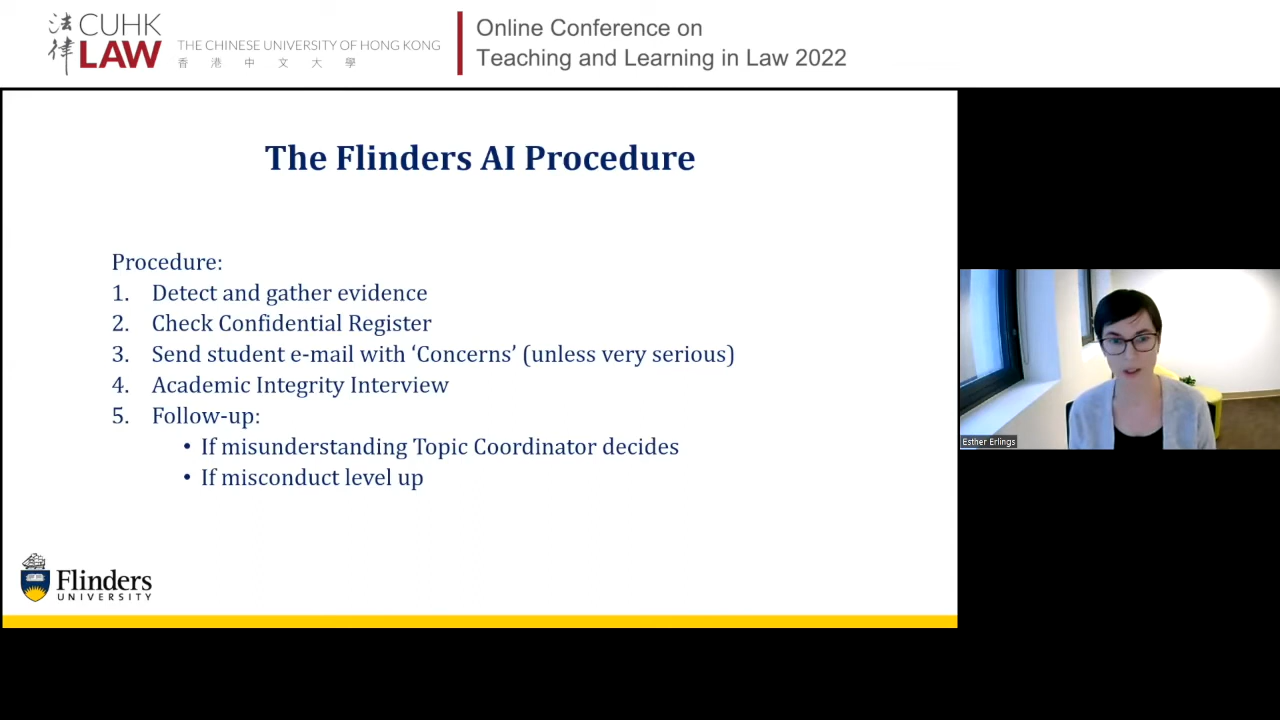 法律
CUHK
LAW
THE CHINESE UNIVERSITY OF HONG KONG
香港中文大學
Online Conference on
Teaching and Learning in Law 2022
The Flinders AI Procedure
Procedure:
1. Detect and gather evidence
2. Check Confidential Register
3. Send student e-mail with ‘Concerns’ (unless very serious)
4. Academic Integrity Interview
5. Follow-up:
• If misunderstanding Topic Coordinator decides
• If misconduct level up
Esther Erlings
Flinders
UNIVERSITY